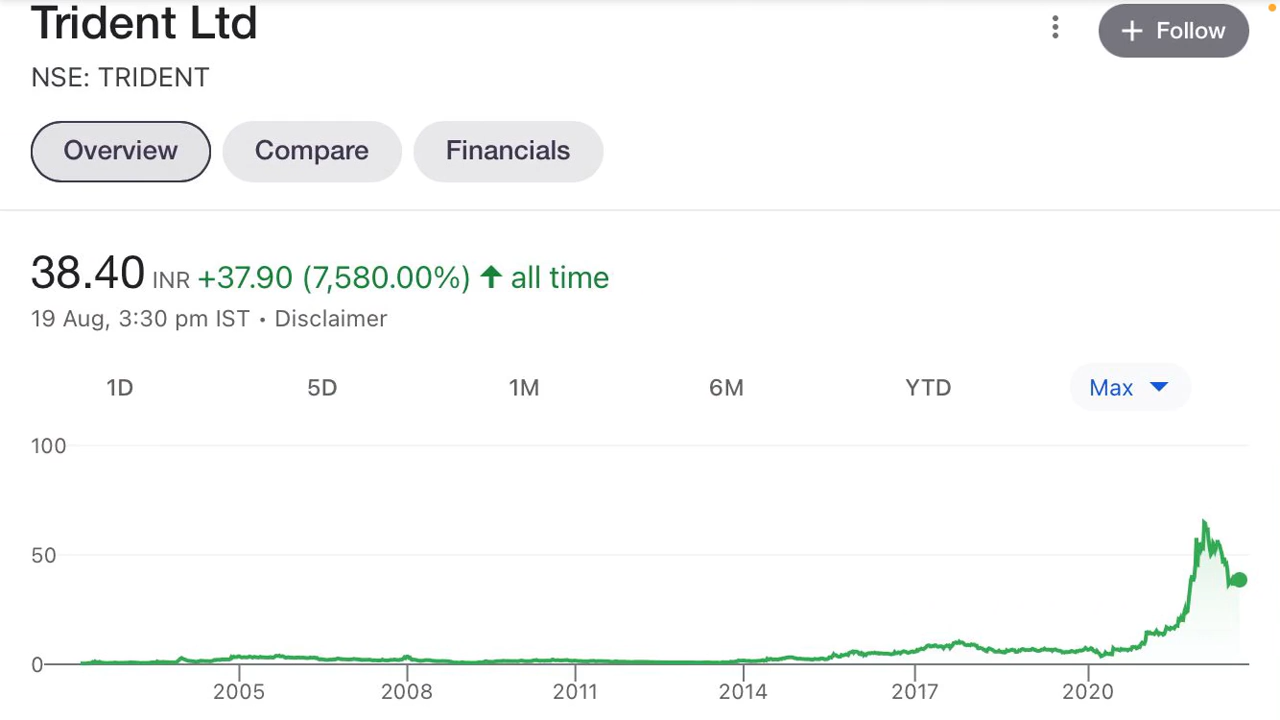 Trident Ltd
+ Follow
NSE: TRIDENT
Overview Compare Financials
38.40 INR +37.90 (7,580.00%) ↑ all time
19 Aug, 3:30 pm IST • Disclaimer
1D 5D 1M 6M YTD Max
100
50
0
2005 2008 2011 2014 2017 2020